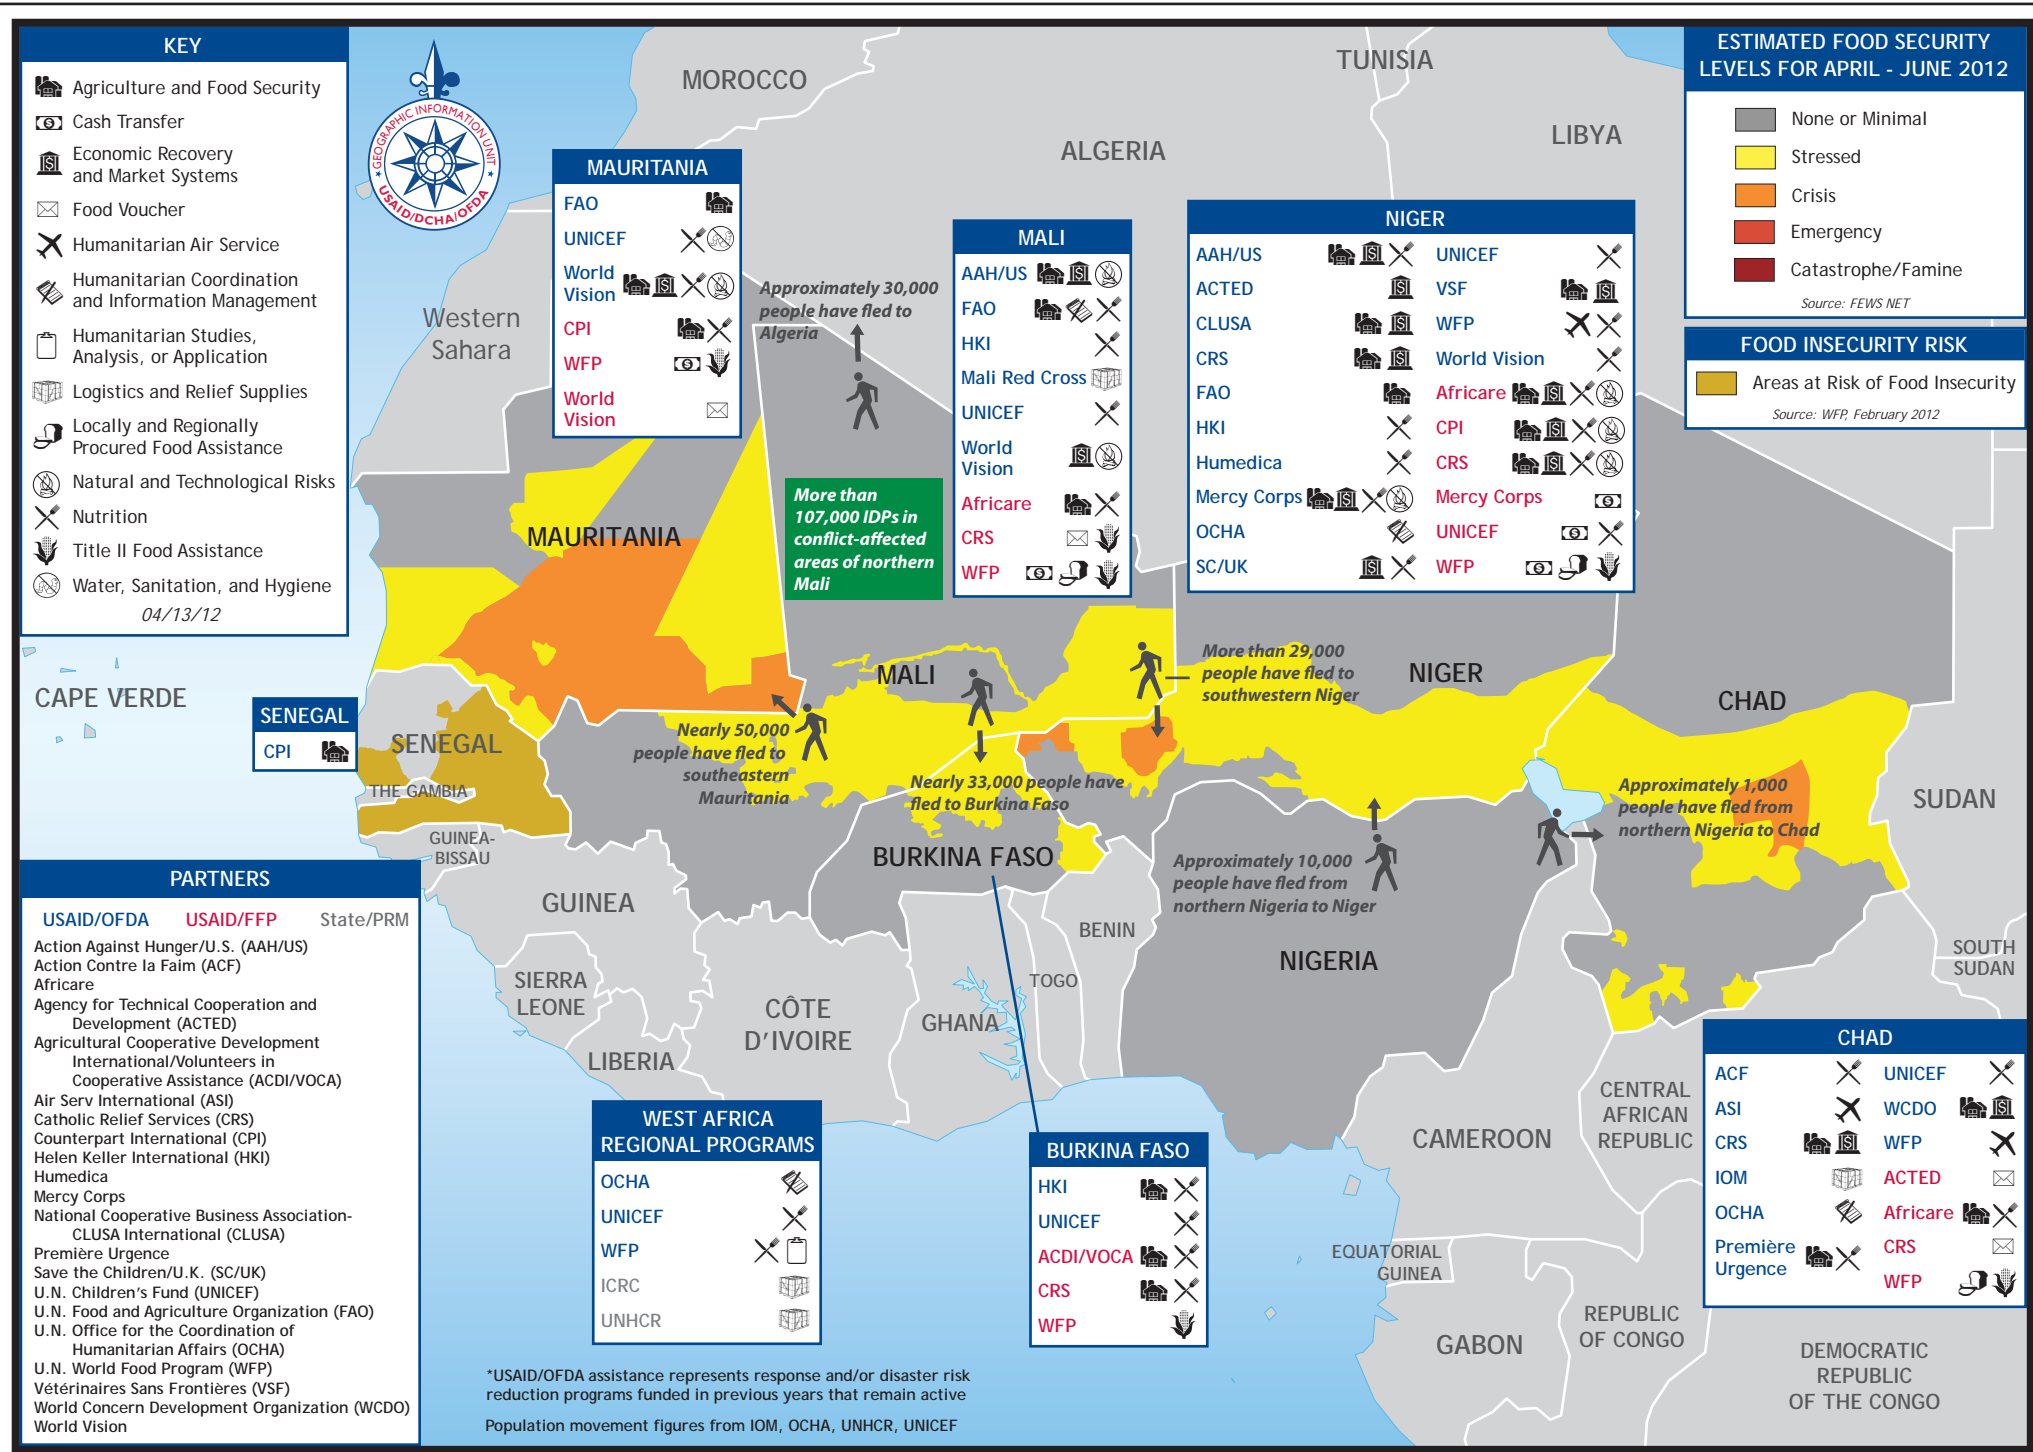 KEY
Agriculture and Food Security
Cash Transfer
Economic Recovery
and Market Systems
Food Voucher
Humanitarian Air Service
Humanitarian Coordination
and Information Management
Humanitarian Studies,
Analysis, or Application
Logistics and Relief Supplies
Locally and Regionally
Procured Food Assistance
Natural and Technological Risks
Nutrition
Title II Food Assistance
Water, Sanitation, and Hygiene
04/13/12
GEOGRAPHIC INFORMATION UNIT
USAID/DCHA/OFDA
MOROCCO
TUNISIA
ALGERIA
LIBYA
Western
Sahara
ESTIMATED FOOD SECURITY
LEVELS FOR APRIL - JUNE 2012
None or Minimal
Stressed
Crisis
Emergency
Catastrophe/Famine
Source: FEWS NET
FOOD INSECURITY RISK
Areas at Risk of Food Insecurity
Source: WFP, February 2012
MAURITANIA
FAO
UNICEF
World
Vision
CPI
WFP
World
Vision
MALI
AAH/US
FAO
HKI
Mali Red Cross
UNICEF
World
Vision
Africare
CRS
WFP
NIGER
AAH/US
ACTED
CLUSA
CRS
FAO
HKI
Humedica
Mercy Corps
OCHA
SC/UK
UNICEF
VSF
WFP
World Vision
Africare
CPI
CRS
Mercy Corps
UNICEF
WFP
Approximately 30,000
people have fled to
Algeria
More than
107,000 IDPs in
conflict-affected
areas of northern
Mali
MAURITANIA
MALI
NIGER
CHAD
More than 29,000
people have fled to
southwestern Niger
Nearly 50,000
people have fled to
southeastern
Mauritania
Nearly 33,000 people have
fled to Burkina Faso
Approximately 1,000
people have fled from
northern Nigeria to Chad
Approximately 10,000
people have fled from
northern Nigeria to Niger
CAPE VERDE
SENEGAL
CPI
SENEGAL
THE GAMBIA
GUINEA-
BISSAU
GUINEA
SIERRA
LEONE
LIBERIA
CÔTE
D'IVOIRE
BURKINA FASO
GHANA
TOGO
BENIN
NIGERIA
SUDAN
SOUTH
SUDAN
CENTRAL
AFRICAN
REPUBLIC
CAMEROON
EQUATORIAL
GUINEA
GABON
REPUBLIC
OF CONGO
DEMOCRATIC
REPUBLIC
OF THE CONGO
PARTNERS
USAID/OFDA USAID/FFP State/PRM
Action Against Hunger/U.S. (AAH/US)
Action Contre la Faim (ACF)
Africare
Agency for Technical Cooperation and
Development (ACTED)
Agricultural Cooperative Development
International/Volunteers in
Cooperative Assistance (ACDI/VOCA)
Air Serv International (ASI)
Catholic Relief Services (CRS)
Counterpart International (CPI)
Helen Keller International (HKI)
Humedica
Mercy Corps
National Cooperative Business Association-
CLUSA International (CLUSA)
Première Urgence
Save the Children/U.K. (SC/UK)
U.N. Children's Fund (UNICEF)
U.N. Food and Agriculture Organization (FAO)
U.N. Office for the Coordination of
Humanitarian Affairs (OCHA)
U.N. World Food Program (WFP)
Vétérinaires Sans Frontières (VSF)
World Concern Development Organization (WCDO)
World Vision
WEST AFRICA
REGIONAL PROGRAMS
OCHA
UNICEF
WFP
ICRC
UNHCR
BURKINA FASO
HKI
UNICEF
ACDI/VOCA
CRS
WFP
CHAD
ACF
ASI
CRS
IOM
OCHA
Première
Urgence
UNICEF
WCDO
WFP
ACTED
Africare
CRS
WFP
*USAID/OFDA assistance represents response and/or disaster risk
reduction programs funded in previous years that remain active
Population movement figures from IOM, OCHA, UNHCR, UNICEF